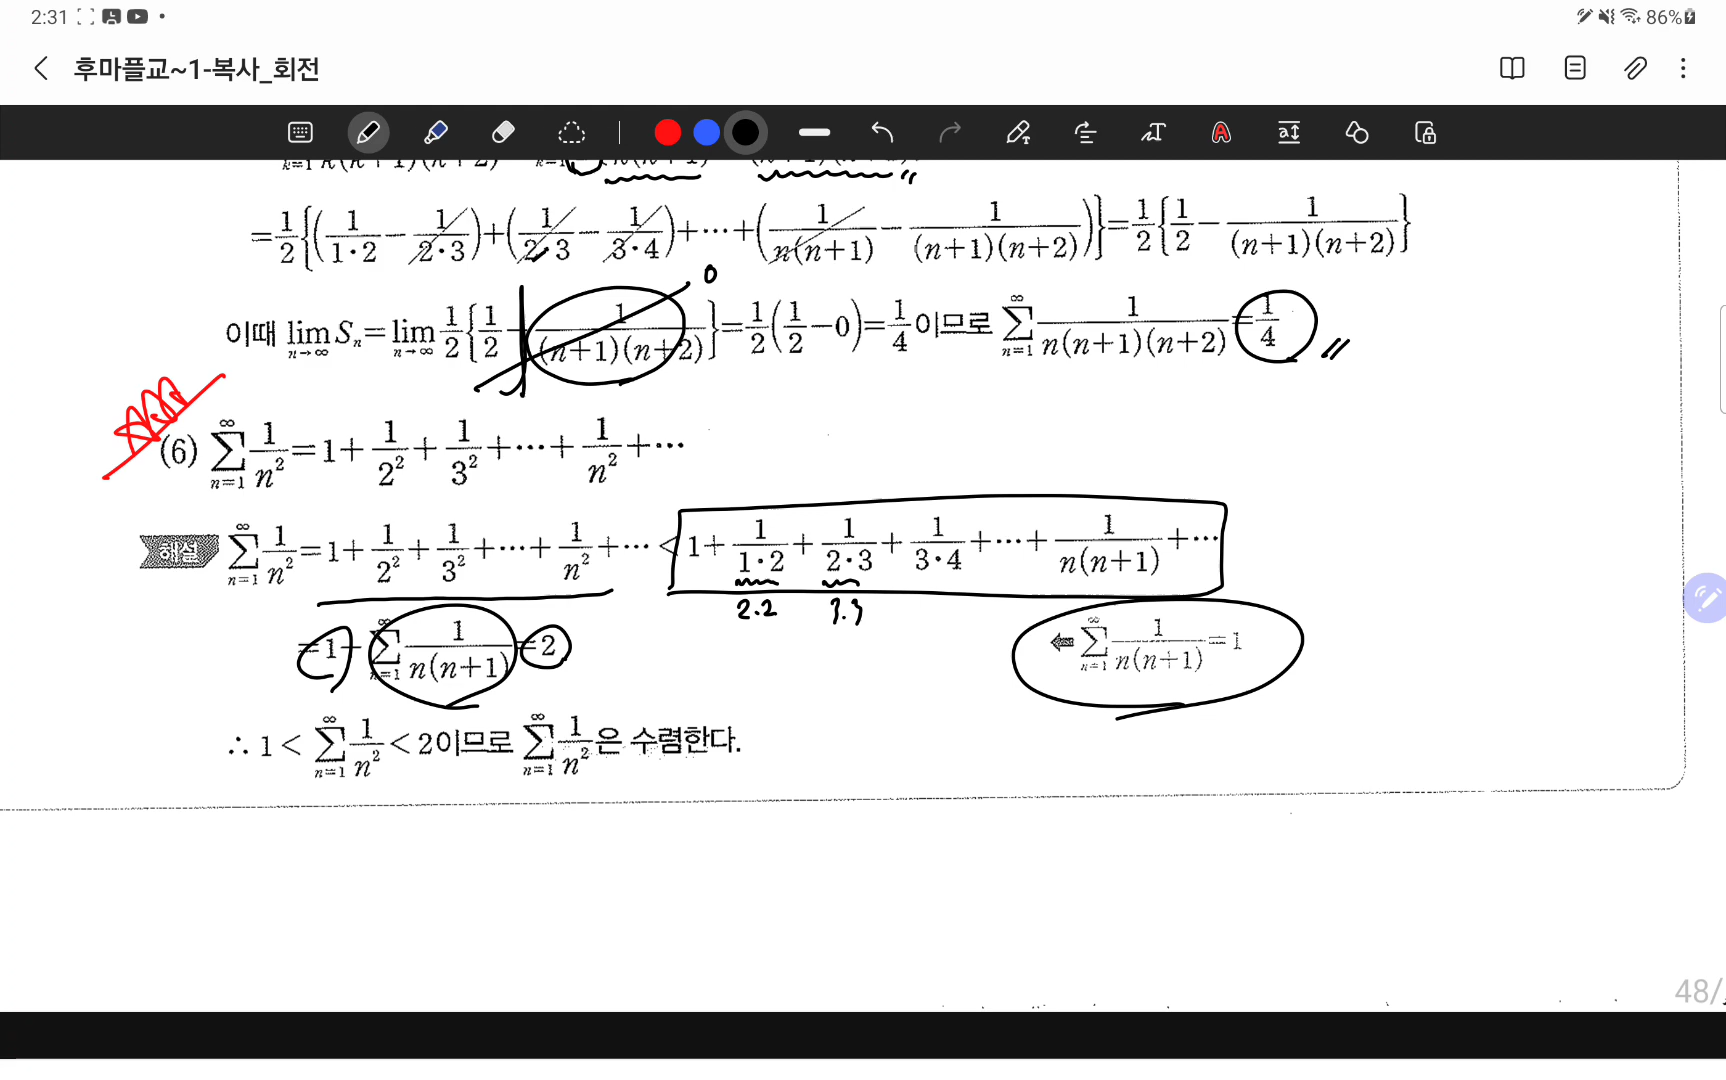 2:31
86%
후마플교~1-복사_회전
=1/2{(1/(1·2)-1/(2·3))+(1/(2·3)-1/(3·4))+···+(1/(n(n+1))-1/((n+1)(n+2)))}=1/2{1/2-1/((n+1)(n+2))}
0
이때 lim_{n→∞} Sₙ=lim_{n→∞} 1/2{1/2-1/((n+1)(n+2))}=1/2(1/2-0)=1/4이므로 ∑_{n=1}^{∞} 1/(n(n+1)(n+2))=1/4
(6) ∑_{n=1}^{∞} 1/n²=1+1/2²+1/3²+···+1/n²+···
해설 ∑_{n=1}^{∞} 1/n²=1+1/2²+1/3²+···+1/n²+···<1+1/(1·2)+1/(2·3)+1/(3·4)+···+1/(n(n+1))+···
2.2 3.3
=1+∑_{n=1}^{∞} 1/(n(n+1))=2 ⇐ ∑_{n=1}^{∞} 1/(n(n+1))=1
∴ 1<∑_{n=1}^{∞} 1/n²<2이므로 ∑_{n=1}^{∞} 1/n²은 수렴한다.
48/